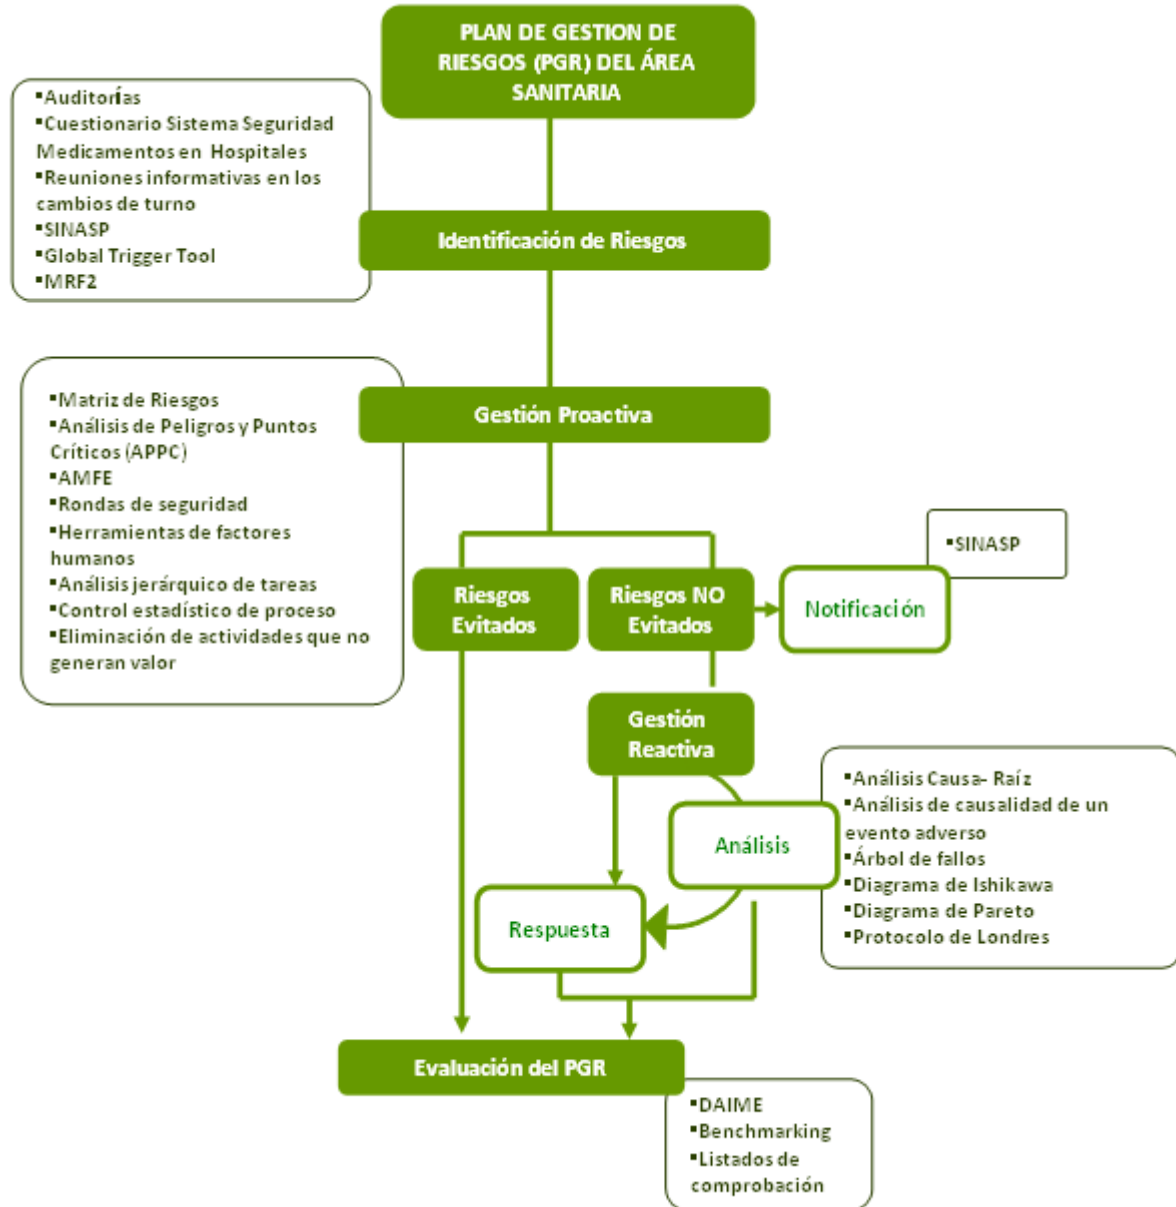 PLAN DE GESTION DE
RIESGOS (PGR) DEL ÁREA
SANITARIA
▪Auditorías
▪Cuestionario Sistema Seguridad
Medicamentos en Hospitales
▪Reuniones informativas en los
cambios de turno
▪SINASP
▪Global Trigger Tool
▪MRF2
Identificación de Riesgos
▪Matriz de Riesgos
▪Análisis de Peligros y Puntos
Críticos (APPC)
▪AMFE
▪Rondas de seguridad
▪Herramientas de factores
humanos
▪Análisis jerárquico de tareas
▪Control estadístico de proceso
▪Eliminación de actividades que no
generan valor
Gestión Proactiva
Riesgos
Evitados
Riesgos NO
Evitados
▪SINASP
Notificación
Gestión
Reactiva
Análisis
▪Análisis Causa- Raíz
▪Análisis de causalidad de un
evento adverso
▪Árbol de fallos
▪Diagrama de Ishikawa
▪Diagrama de Pareto
▪Protocolo de Londres
Respuesta
Evaluación del PGR
▪DAIME
▪Benchmarking
▪Listados de
comprobación